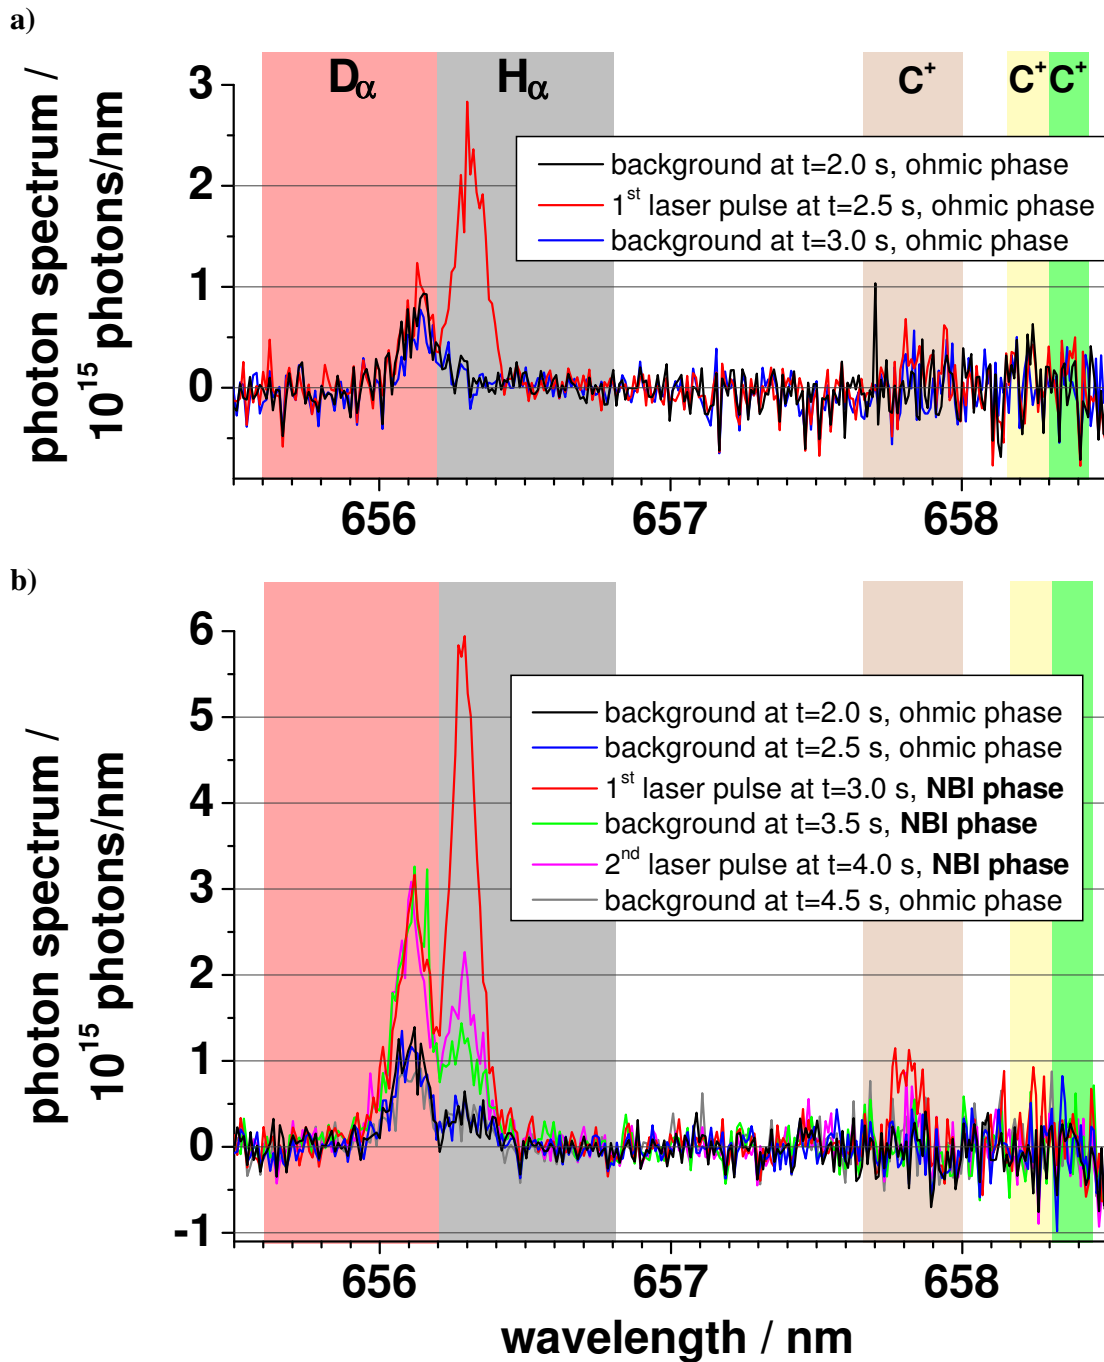 a)
photon spectrum /
10^15 photons/nm
3
2
1
0
Dα
Hα
C+
C+
C+
background at t=2.0 s, ohmic phase
1st laser pulse at t=2.5 s, ohmic phase
background at t=3.0 s, ohmic phase
656
657
658
b)
photon spectrum /
10^15 photons/nm
6
5
4
3
2
1
0
-1
background at t=2.0 s, ohmic phase
background at t=2.5 s, ohmic phase
1st laser pulse at t=3.0 s, NBI phase
background at t=3.5 s, NBI phase
2nd laser pulse at t=4.0 s, NBI phase
background at t=4.5 s, ohmic phase
656
657
658
wavelength / nm